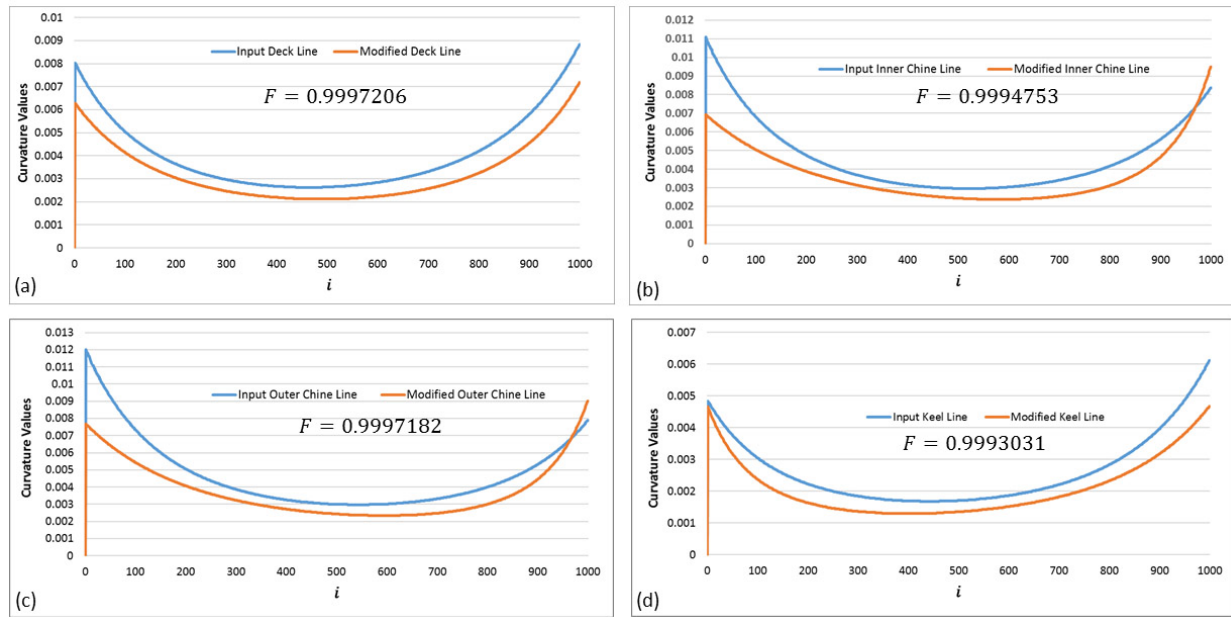 0.01
0.009
0.008
0.007
0.006
0.005
0.004
0.003
0.002
0.001
0
Curvature Values
Input Deck Line Modified Deck Line
F = 0.9997206
0 100 200 300 400 500 600 700 800 900 1000
i
(a)
0.012
0.011
0.01
0.009
0.008
0.007
0.006
0.005
0.004
0.003
0.002
0.001
0
Curvature Values
Input Inner Chine Line Modified Inner Chine Line
F = 0.9994753
0 100 200 300 400 500 600 700 800 900 1000
i
(b)
0.013
0.012
0.011
0.01
0.009
0.008
0.007
0.006
0.005
0.004
0.003
0.002
0.001
0
Curvature Values
Input Outer Chine Line Modified Outer Chine Line
F = 0.9997182
0 100 200 300 400 500 600 700 800 900 1000
i
(c)
0.007
0.006
0.005
0.004
0.003
0.002
0.001
0
Curvature Values
Input Keel Line Modified Keel Line
F = 0.9993031
0 100 200 300 400 500 600 700 800 900 1000
i
(d)